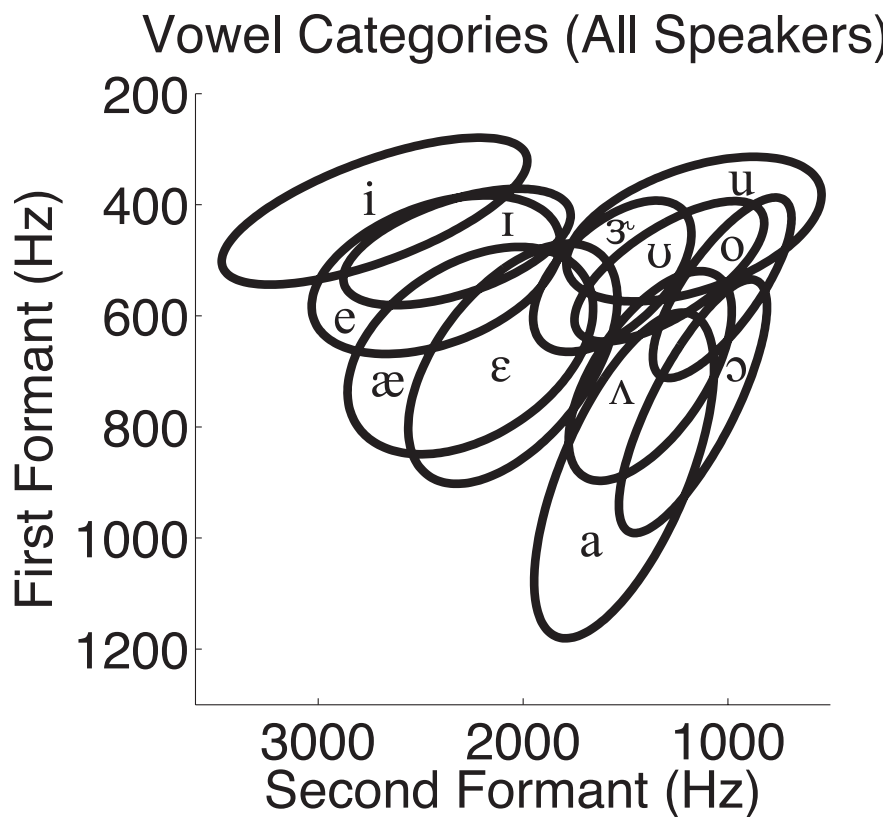 Vowel Categories (All Speakers)
200
400
600
800
1000
1200
First Formant (Hz)
i
ɪ
e
æ
ɛ
ɝ
ʊ
u
o
ʌ
ɔ
a
3000 2000 1000
Second Formant (Hz)